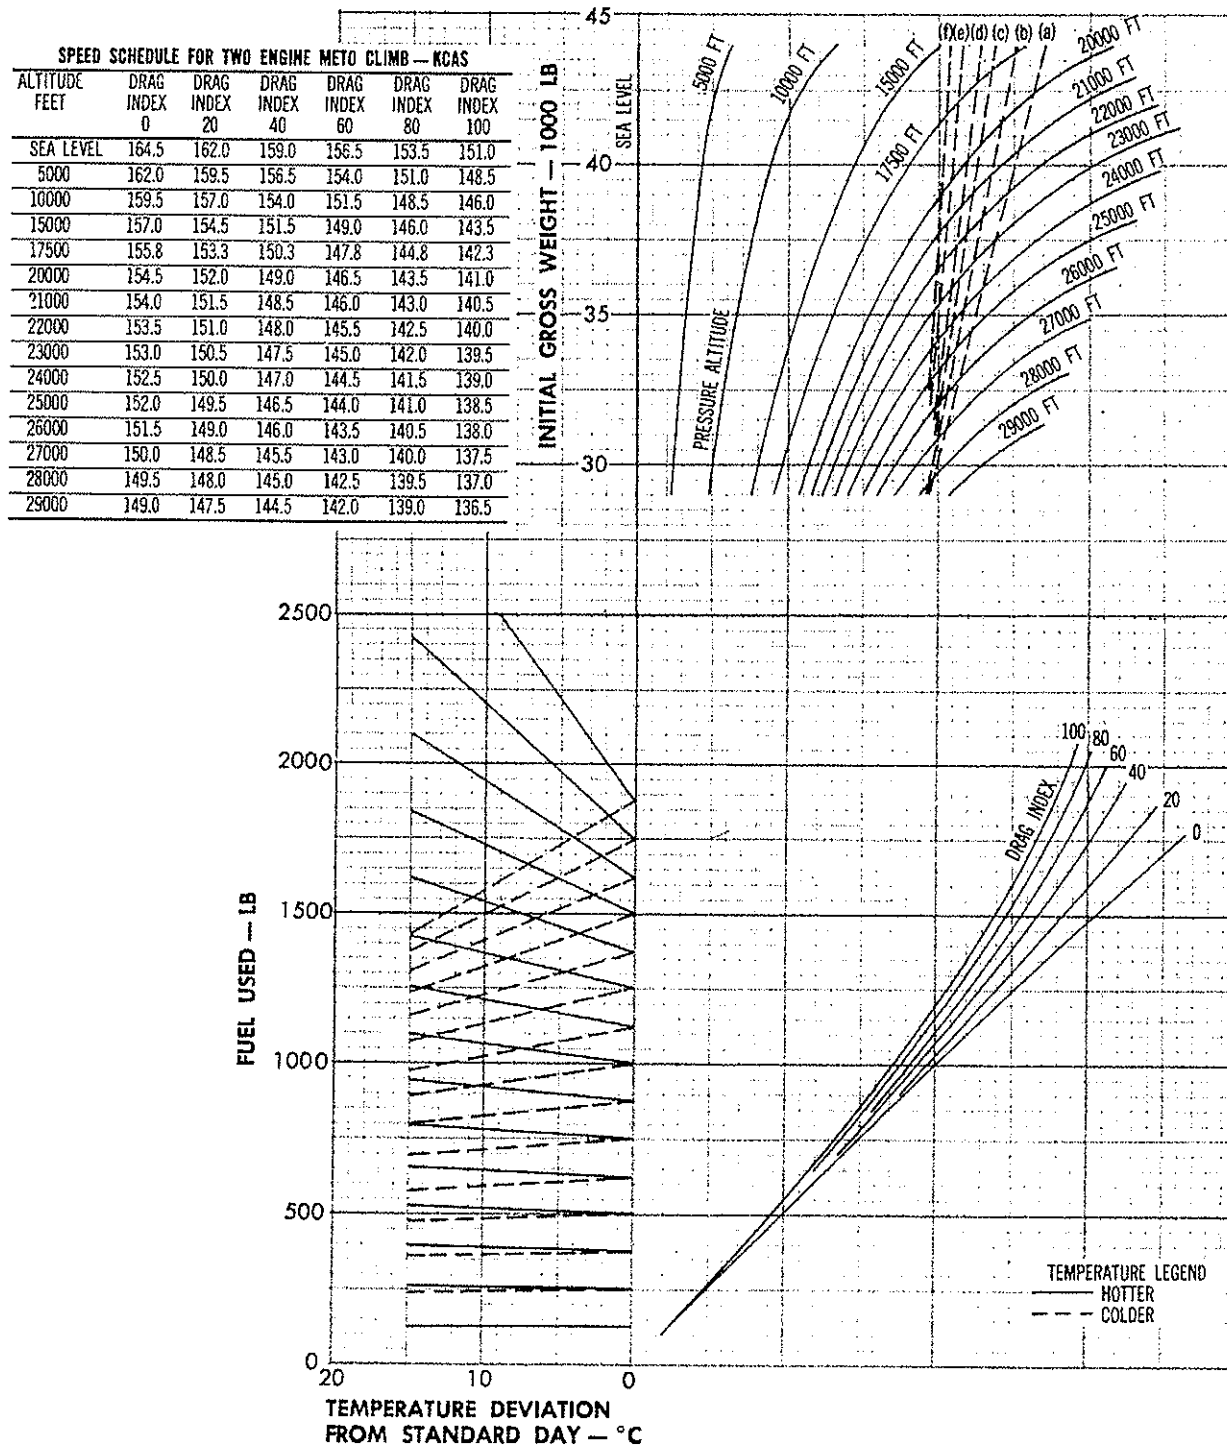 SPEED SCHEDULE FOR TWO ENGINE METO CLIMB — KCAS
ALTITUDE FEET DRAG INDEX 0 DRAG INDEX 20 DRAG INDEX 40 DRAG INDEX 60 DRAG INDEX 80 DRAG INDEX 100
SEA LEVEL 164.5 162.0 159.0 156.5 153.5 151.0
5000 162.0 159.5 156.5 154.0 151.0 148.5
10000 159.5 157.0 154.0 151.5 148.5 146.0
15000 157.0 154.5 151.5 149.0 146.0 143.5
17500 155.8 153.3 150.3 147.8 144.8 142.3
20000 154.5 152.0 149.0 146.5 143.5 141.0
21000 154.0 151.5 148.5 146.0 143.0 140.5
22000 153.5 151.0 148.0 145.5 142.5 140.0
23000 153.0 150.5 147.5 145.0 142.0 139.5
24000 152.5 150.0 147.0 144.5 141.5 139.0
25000 152.0 149.5 146.5 144.0 141.0 138.5
26000 151.5 149.0 146.0 143.5 140.5 138.0
27000 150.0 148.5 145.5 143.0 140.0 137.5
28000 149.5 148.0 145.0 142.5 139.5 137.0
29000 149.0 147.5 144.5 142.0 139.0 136.5
INITIAL GROSS WEIGHT — 1000 LB
45
40
35
30
SEA LEVEL
5000 FT
10000 FT
15000 FT
17500 FT
(f)(e)(d) (c) (b) (a)
20000 FT
21000 FT
22000 FT
23000 FT
24000 FT
25000 FT
26000 FT
27000 FT
28000 FT
29000 FT
PRESSURE ALTITUDE
FUEL USED — LB
2500
2000
1500
1000
500
0
20 10 0
TEMPERATURE DEVIATION
FROM STANDARD DAY — °C
DRAG INDEX
100
80
60
40
20
0
TEMPERATURE LEGEND
HOTTER
COLDER